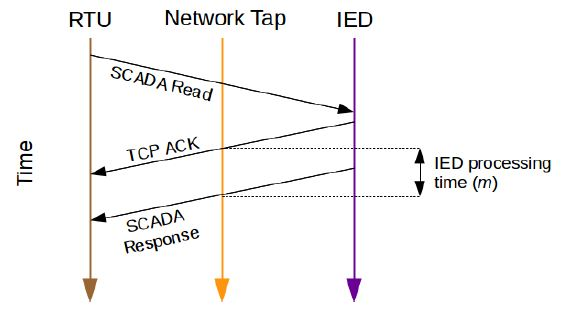 RTU
Network Tap
IED
SCADA Read
TCP ACK
IED processing
time (m)
Time
SCADA
Response